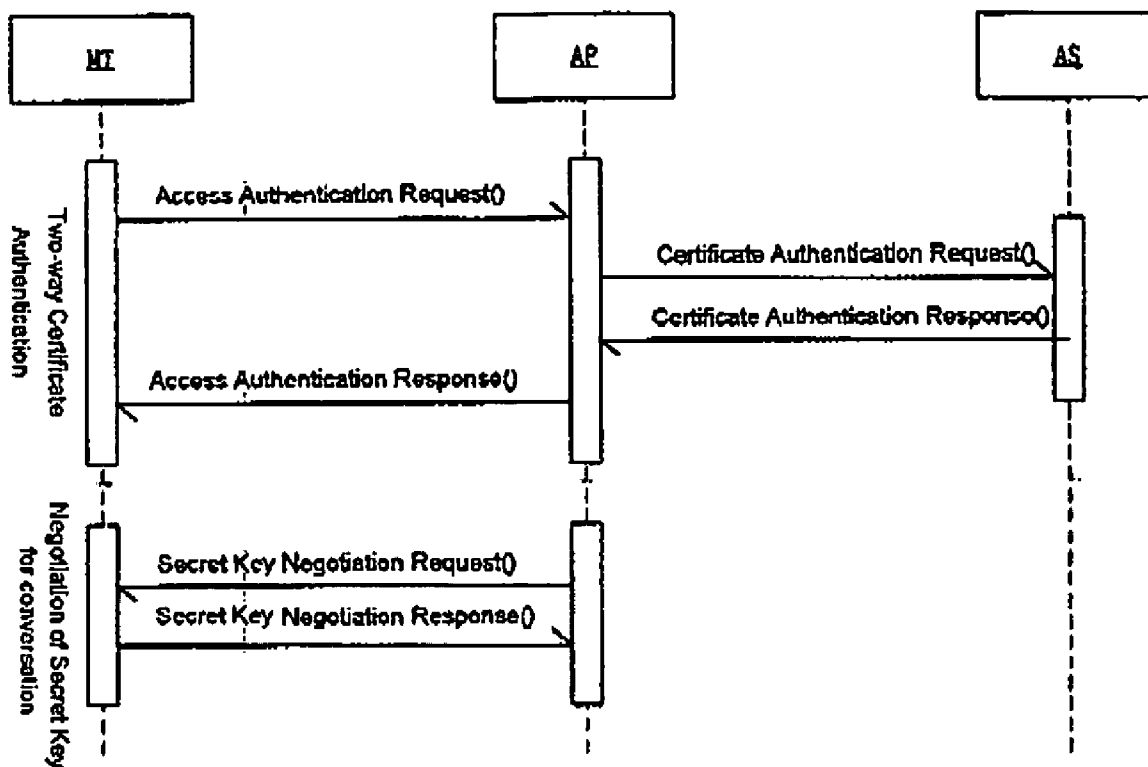 MT
AP
AS
Access Authentication Request()
Certificate Authentication Request()
Certificate Authentication Response()
Access Authentication Response()
Two-way Certificate
Authentication
Secret Key Negotiation Request()
Secret Key Negotiation Response()
Negotiation of Secret Key
for conversation